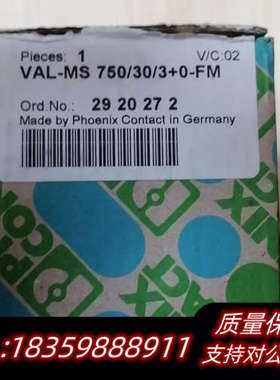 Pieces: 1 V/C:02
VAL-MS 750/30/3+0-FM
Ord.No.: 29 20 27 2
Made by Phoenix Contact in Germany
质量保
:18359888911 支持对公